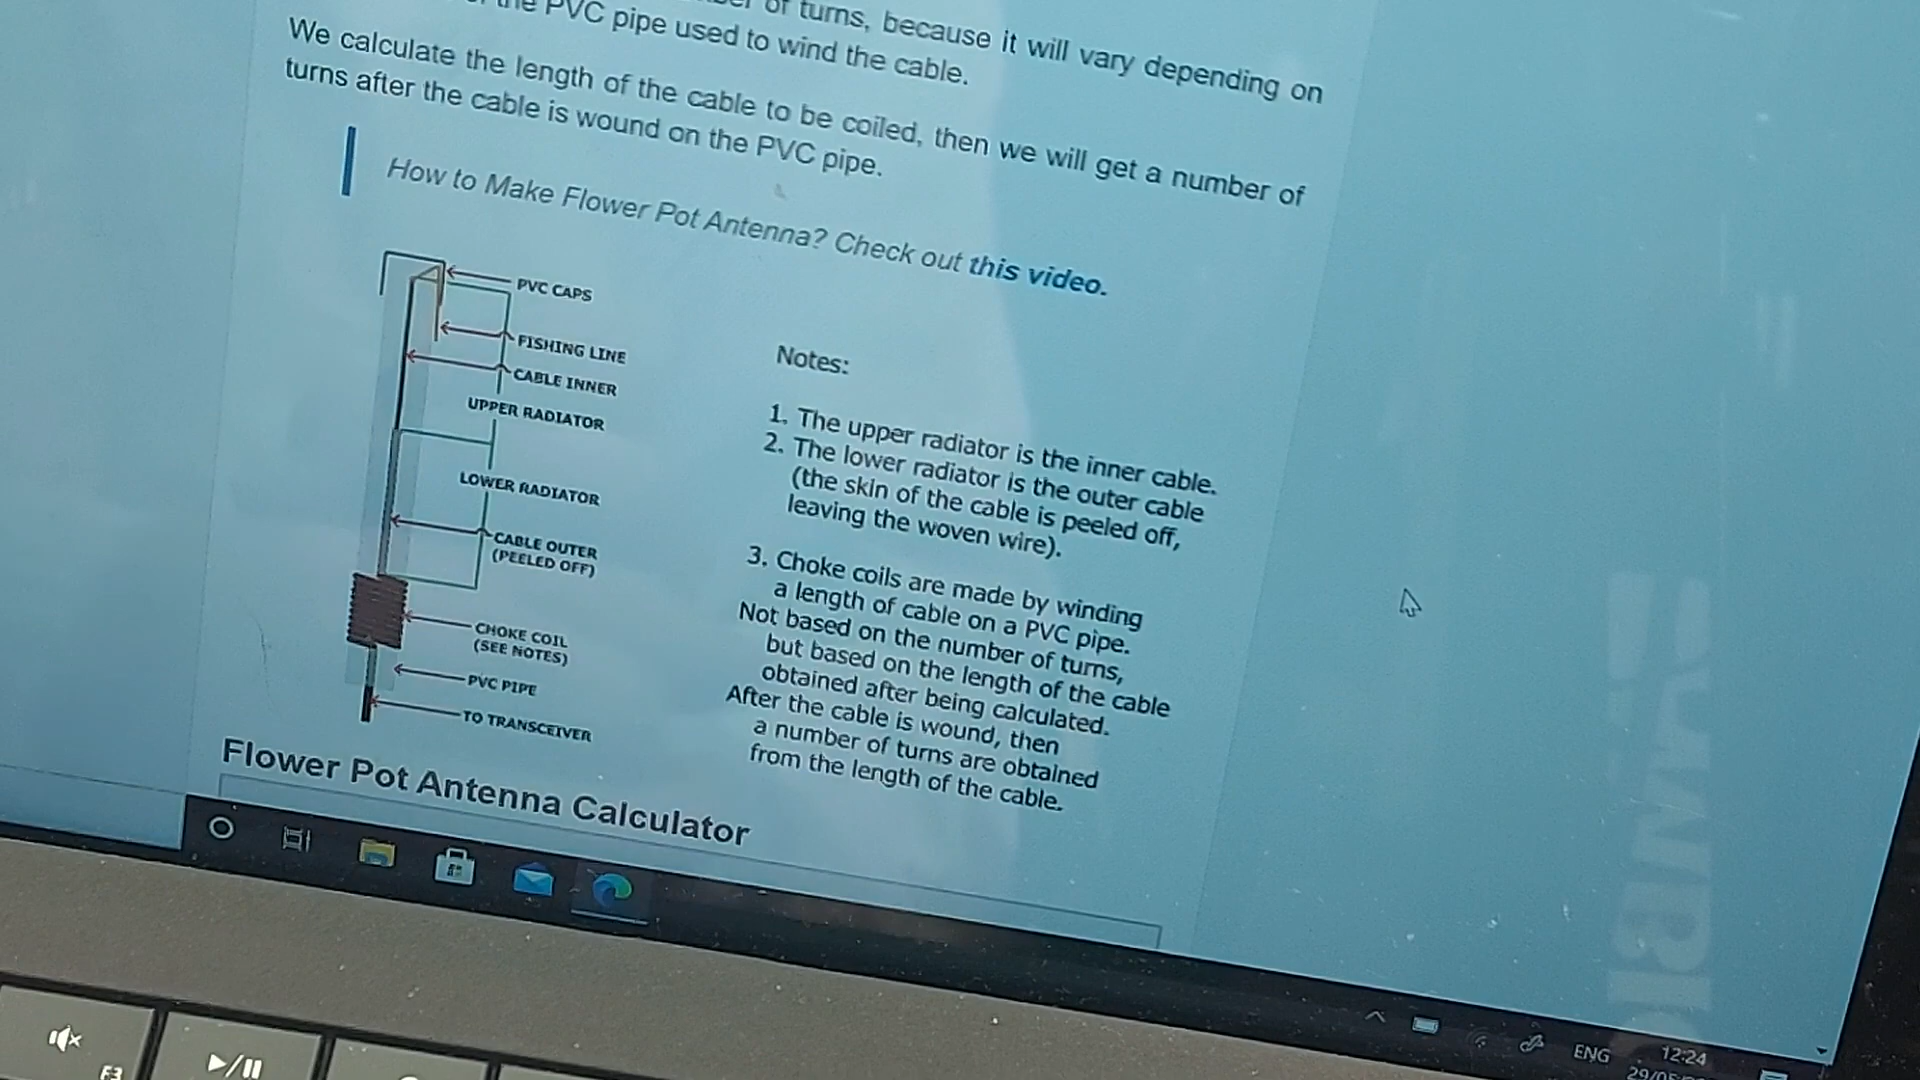 of turns, because it will vary depending on
the PVC pipe used to wind the cable.
We calculate the length of the cable to be coiled, then we will get a number of
turns after the cable is wound on the PVC pipe.
How to Make Flower Pot Antenna? Check out this video.
PVC CAPS
FISHING LINE
CABLE INNER
UPPER RADIATOR
LOWER RADIATOR
CABLE OUTER
(PEELED OFF)
CHOKE COIL
(SEE NOTES)
PVC PIPE
TO TRANSCEIVER
Notes:
1. The upper radiator is the inner cable.
2. The lower radiator is the outer cable
(the skin of the cable is peeled off,
leaving the woven wire).
3. Choke coils are made by winding
a length of cable on a PVC pipe.
Not based on the number of turns,
but based on the length of the cable
obtained after being calculated.
After the cable is wound, then
a number of turns are obtained
from the length of the cable.
Flower Pot Antenna Calculator
ENG
12:24
F3